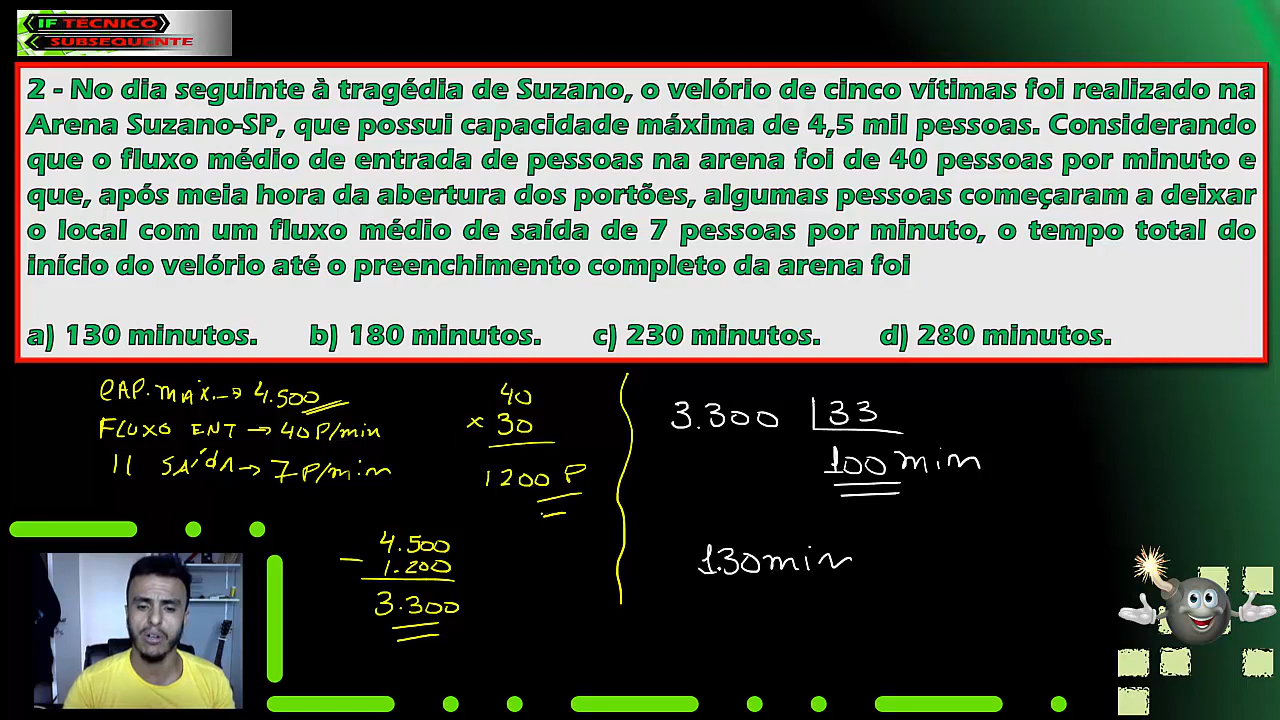 IF TÉCNICO
SUBSEQUENTE
2 - No dia seguinte à tragédia de Suzano, o velório de cinco vítimas foi realizado na
Arena Suzano-SP, que possui capacidade máxima de 4,5 mil pessoas. Considerando
que o fluxo médio de entrada de pessoas na arena foi de 40 pessoas por minuto e
que, após meia hora da abertura dos portões, algumas pessoas começaram a deixar
o local com um fluxo médio de saída de 7 pessoas por minuto, o tempo total do
início do velório até o preenchimento completo da arena foi
a) 130 minutos. b) 180 minutos. c) 230 minutos. d) 280 minutos.
CAP. MÁX. → 4.500
FLUXO ENT → 40 P/min
11 SAÍDA → 7 P/min
40
x 30
1200 P
4.500
- 1.200
3.300
3.300 33
100 min
130 min